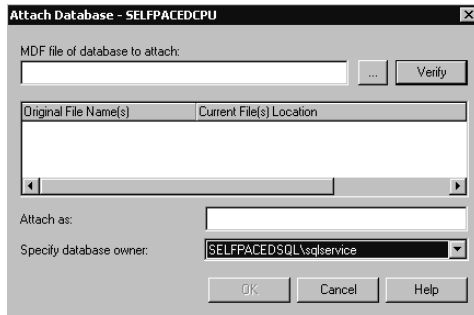 Attach Database - SELFPACEDCPU
MDF file of database to attach:
... Verify
Original File Name(s) Current File(s) Location
Attach as:
Specify database owner: SELFPACEDSQL\sqlservice
OK Cancel Help